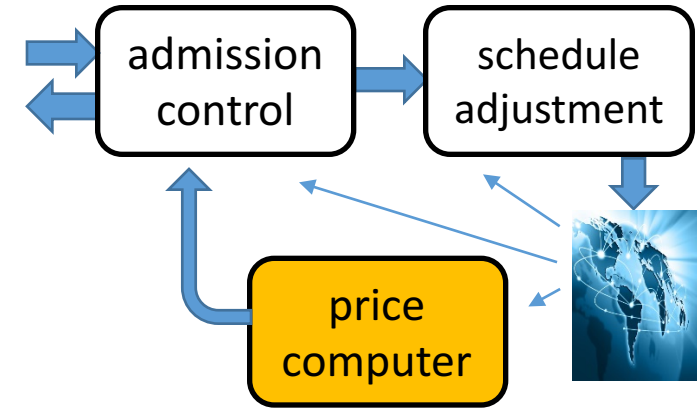 admission
control
schedule
adjustment
price
computer